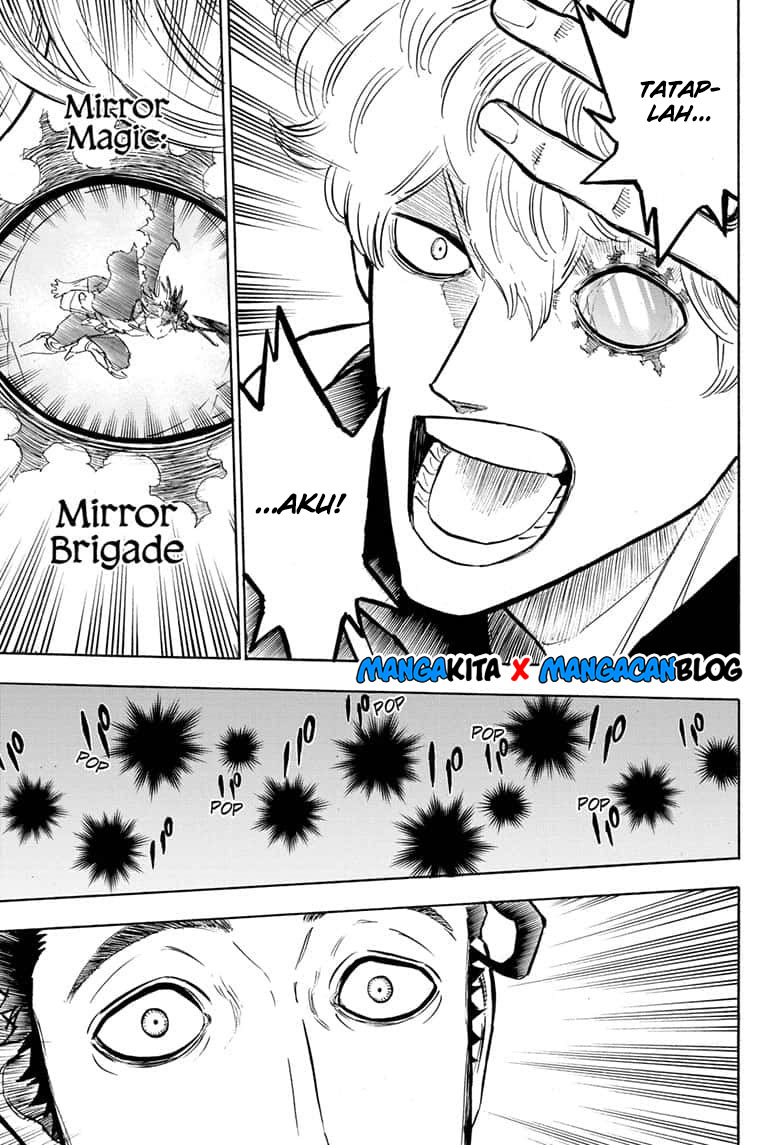 TATAP-
LAH...
...AKU!
Mirror
Magic:
Mirror
Brigade
MANGAKITA X MANGACANBLOG
POP
POP
POP
POP
POP